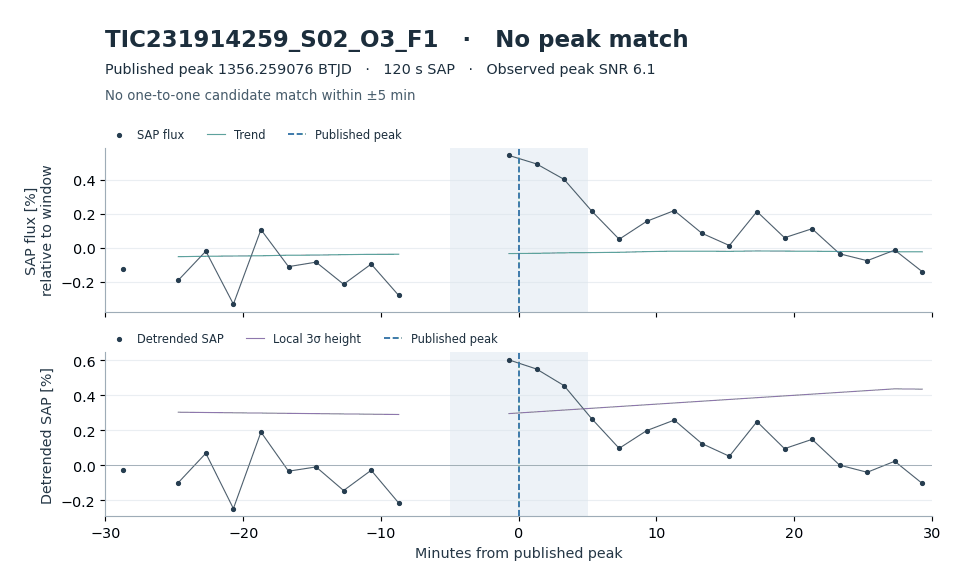 TIC231914259_S02_O3_F1 · No peak match
Published peak 1356.259076 BTJD · 120 s SAP · Observed peak SNR 6.1
No one-to-one candidate match within ±5 min
SAP flux Trend Published peak
SAP flux [%]
relative to window
0.4
0.2
0.0
−0.2
Detrended SAP Local 3σ height Published peak
Detrended SAP [%]
0.6
0.4
0.2
0.0
−0.2
−30 −20 −10 0 10 20 30
Minutes from published peak